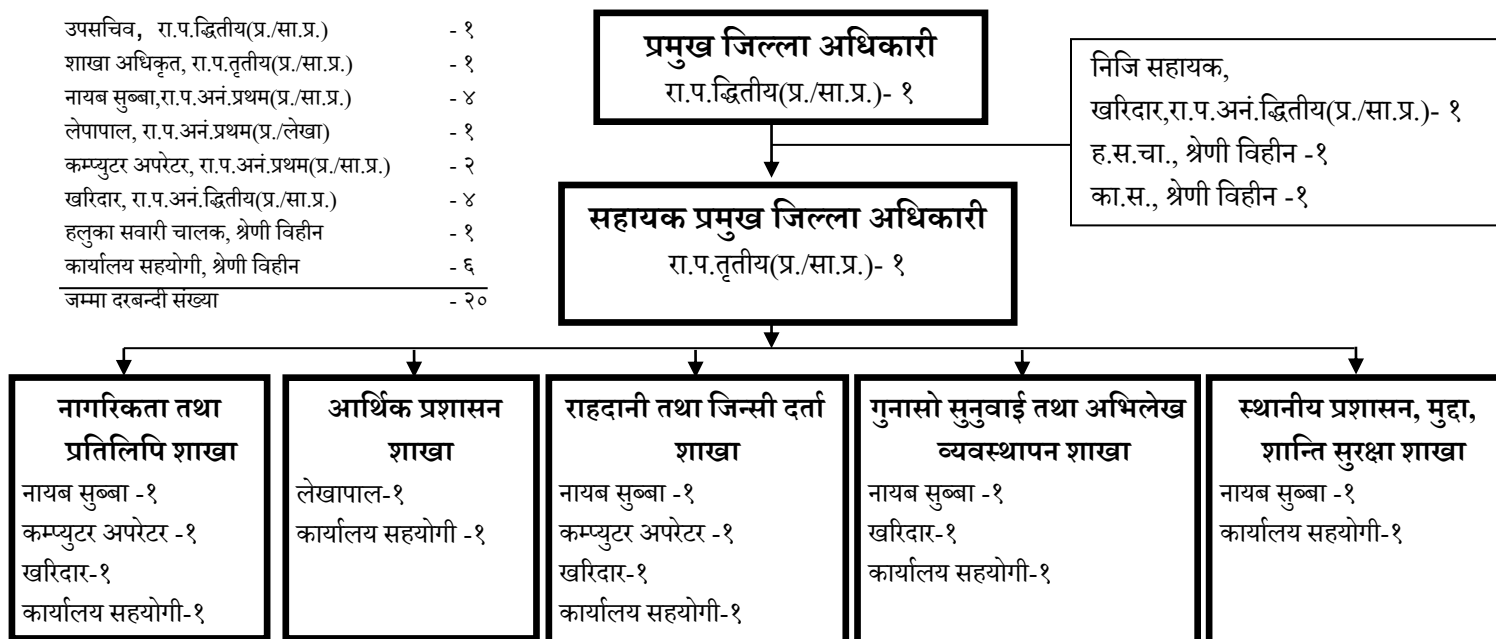 उपसचिव, रा.प.द्धितीय(प्र./सा.प्र.) - १
शाखा अधिकृत, रा.प.तृतीय(प्र./सा.प्र.) - १
नायब सुब्बा,रा.प.अनं.प्रथम(प्र./सा.प्र.) - ४
लेपापाल, रा.प.अनं.प्रथम(प्र./लेखा) - १
कम्प्युटर अपरेटर, रा.प.अनं.प्रथम(प्र./सा.प्र.) - २
खरिदार, रा.प.अनं.द्धितीय(प्र./सा.प्र.) - ४
हलुका सवारी चालक, श्रेणी विहीन - १
कार्यालय सहयोगी, श्रेणी विहीन - ६
जम्मा दरबन्दी संख्या - २०
प्रमुख जिल्ला अधिकारी
रा.प.द्धितीय(प्र./सा.प्र.)- १
निजि सहायक,
खरिदार,रा.प.अनं.द्धितीय(प्र./सा.प्र.)- १
ह.स.चा., श्रेणी विहीन -१
का.स., श्रेणी विहीन -१
सहायक प्रमुख जिल्ला अधिकारी
रा.प.तृतीय(प्र./सा.प्र.)- १
नागरिकता तथा
प्रतिलिपि शाखा
नायब सुब्बा -१
कम्प्युटर अपरेटर -१
खरिदार-१
कार्यालय सहयोगी-१
आर्थिक प्रशासन
शाखा
लेखापाल-१
कार्यालय सहयोगी -१
राहदानी तथा जिन्सी दर्ता
शाखा
नायब सुब्बा -१
कम्प्युटर अपरेटर -१
खरिदार-१
कार्यालय सहयोगी-१
गुनासो सुनुवाई तथा अभिलेख
व्यवस्थापन शाखा
नायब सुब्बा -१
खरिदार-१
कार्यालय सहयोगी-१
स्थानीय प्रशासन, मुद्दा,
शान्ति सुरक्षा शाखा
नायब सुब्बा -१
कार्यालय सहयोगी-१